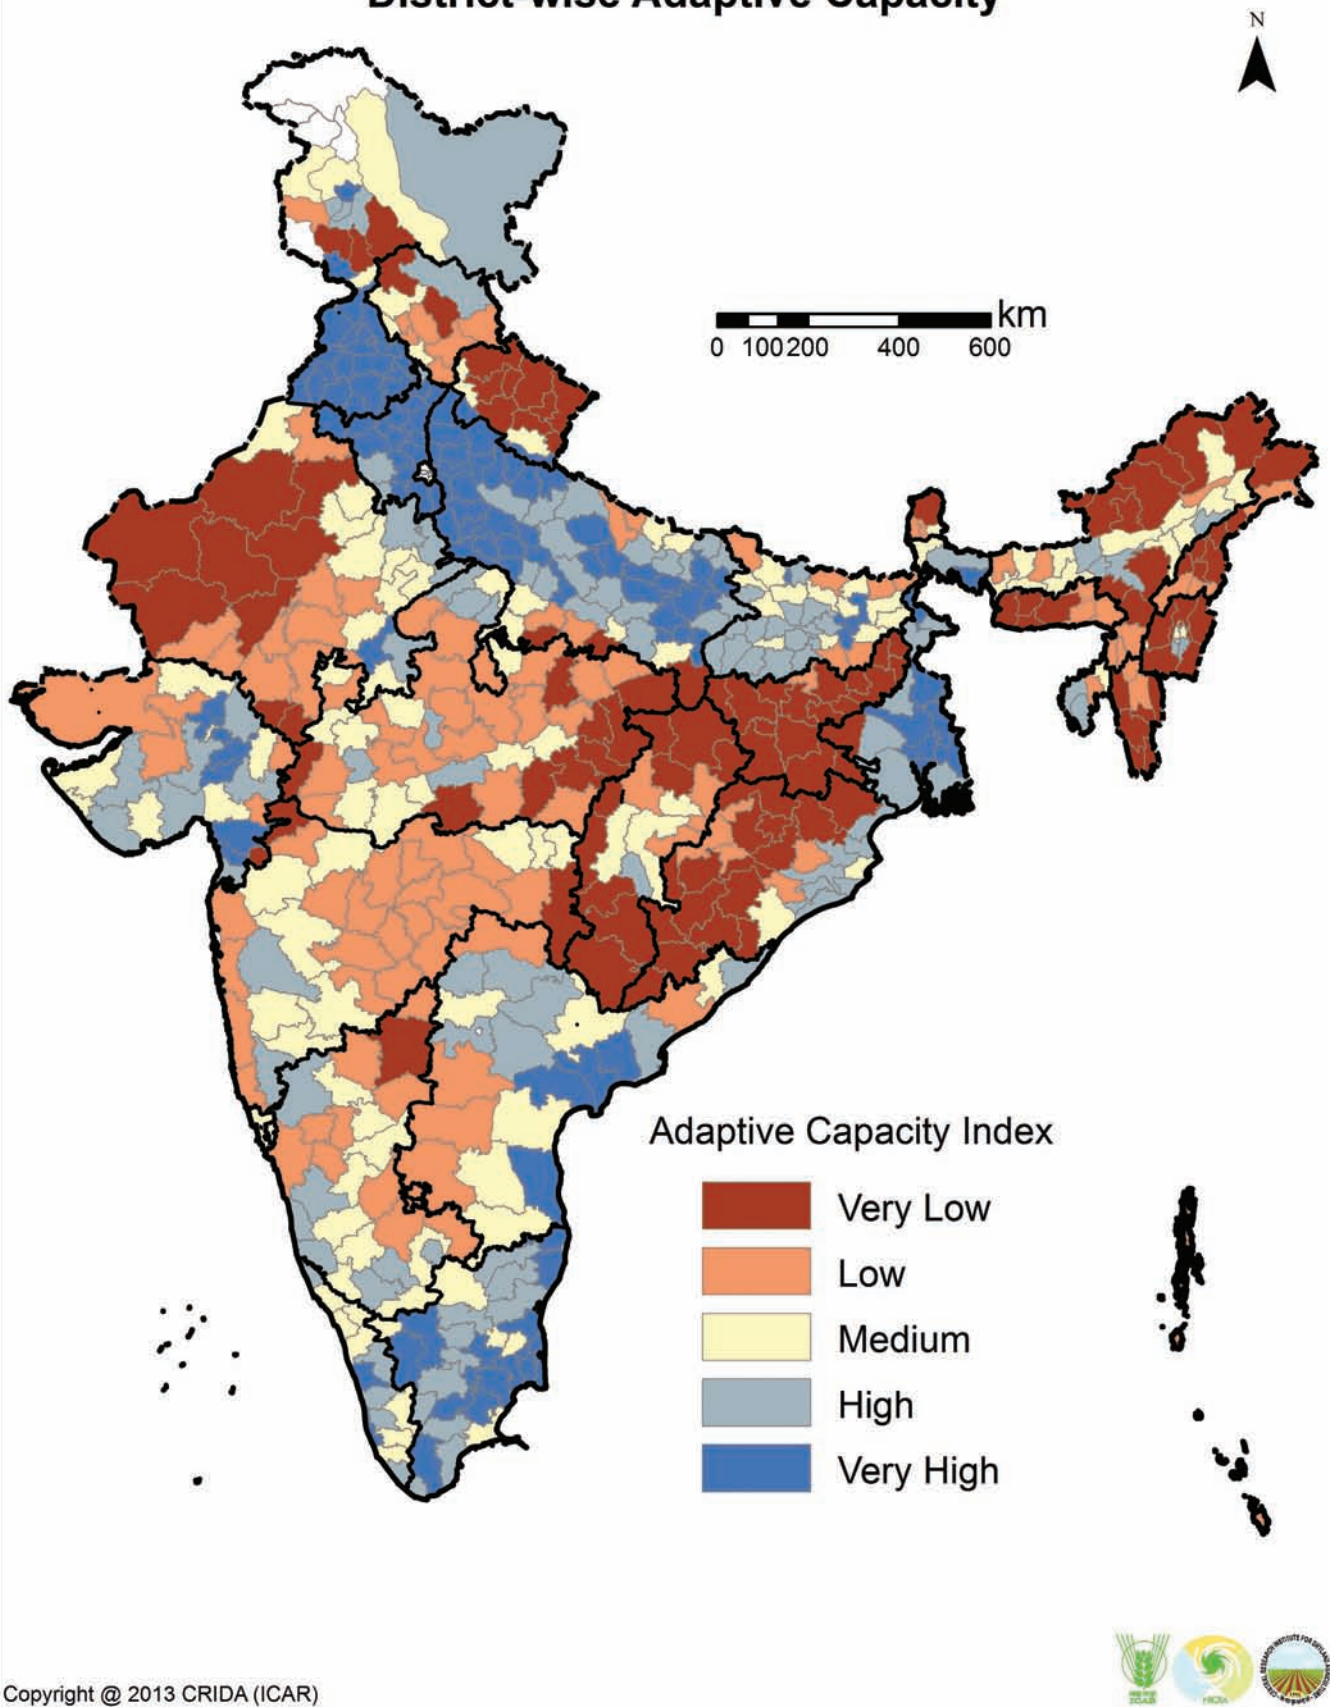 District-wise Adaptive Capacity
N
km
0 100 200 400 600
Adaptive Capacity Index
Very Low
Low
Medium
High
Very High
ICAR
Copyright @ 2013 CRIDA (ICAR)